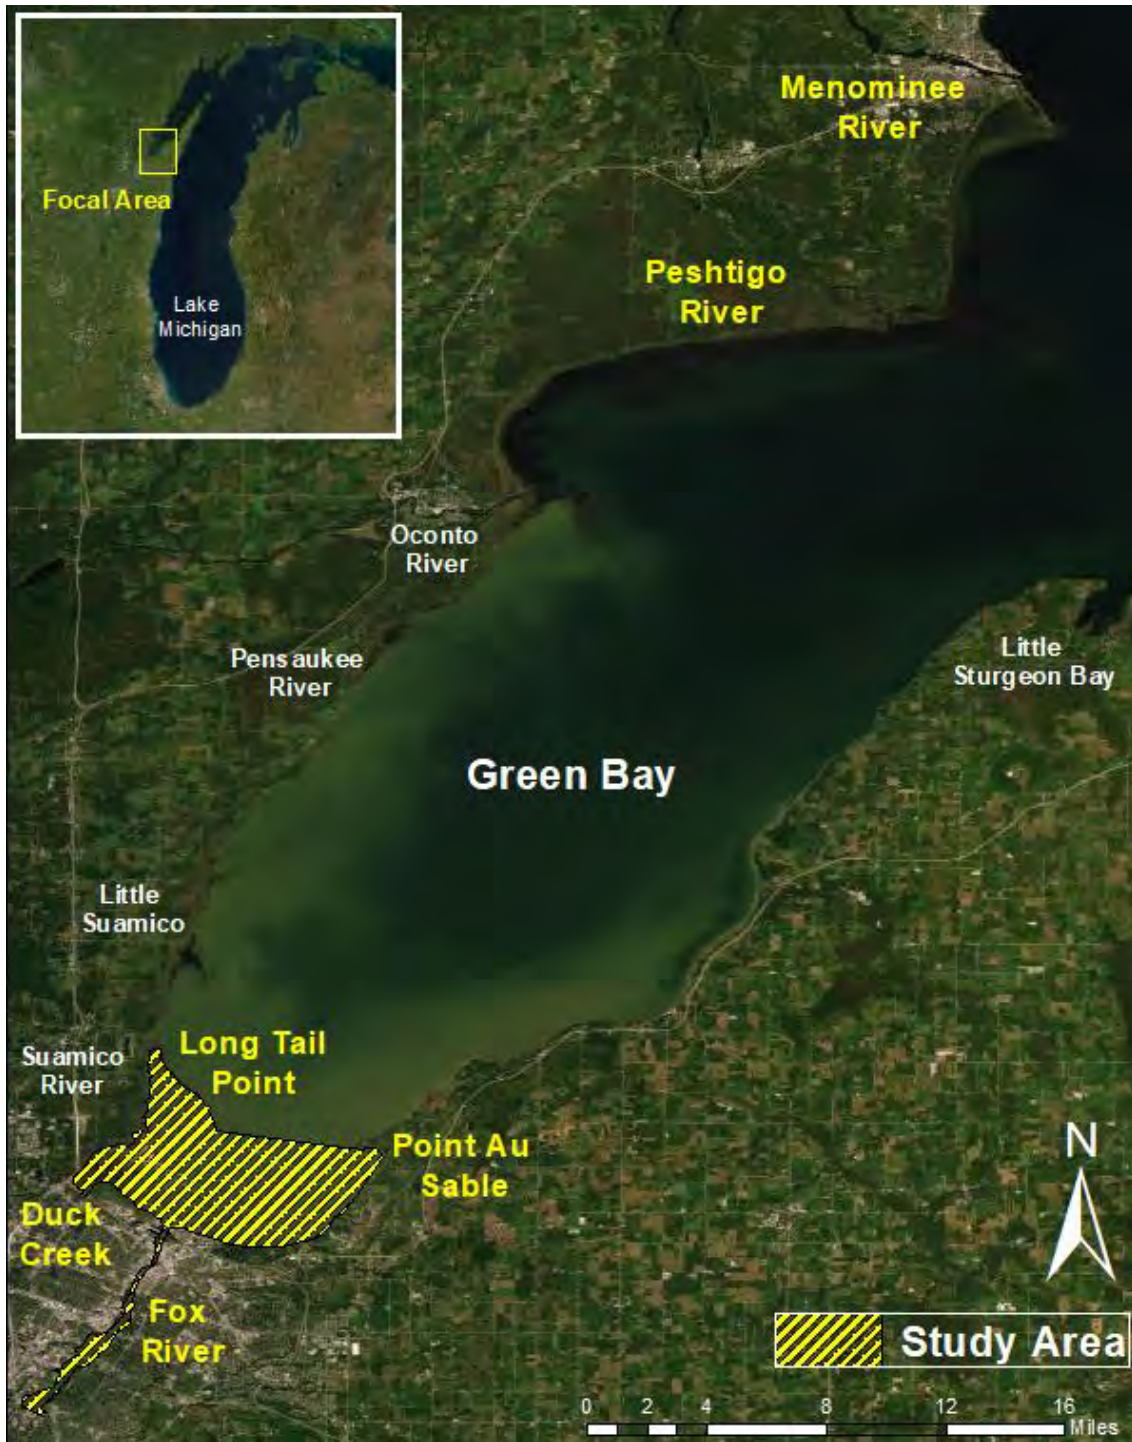 Focal Area
Lake
Michigan
Menominee
River
Peshtigo
River
Oconto
River
Pensaukee
River
Little
Sturgeon Bay
Green Bay
Little
Suamico
Long Tail
Point
Suamico
River
Point Au
Sable
Duck
Creek
Fox
River
N
Study Area
0 2 4 8 12 16
Miles